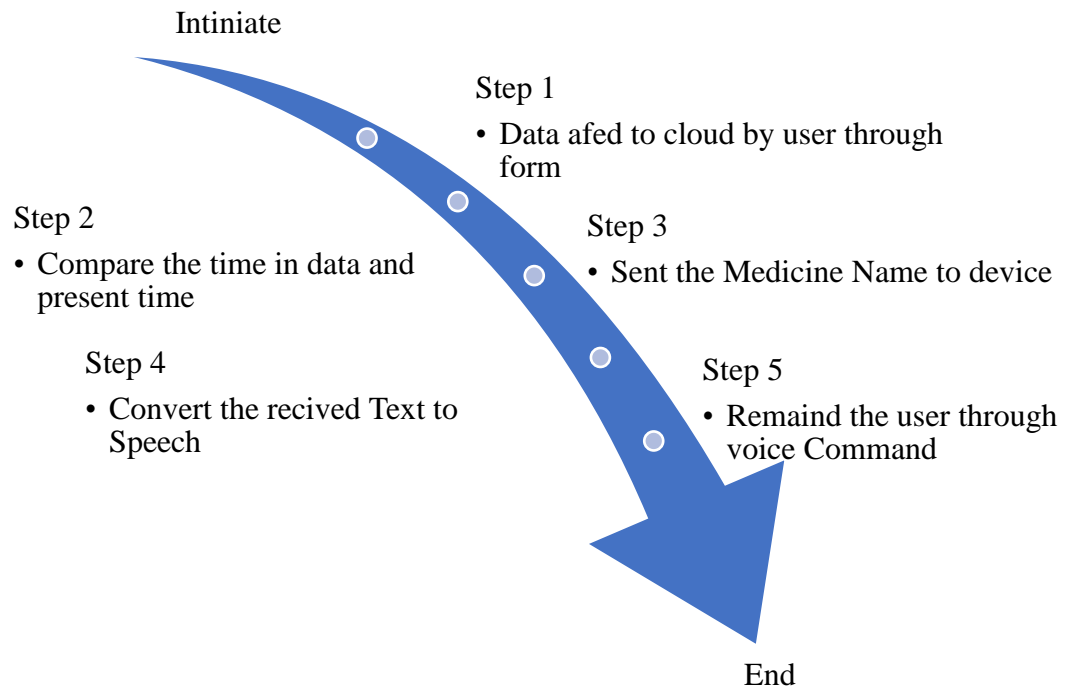 Intiniate
Step 1
• Data afed to cloud by user through
form
Step 2
• Compare the time in data and
present time
Step 3
• Sent the Medicine Name to device
Step 4
• Convert the recived Text to
Speech
Step 5
• Remaind the user through
voice Command
End